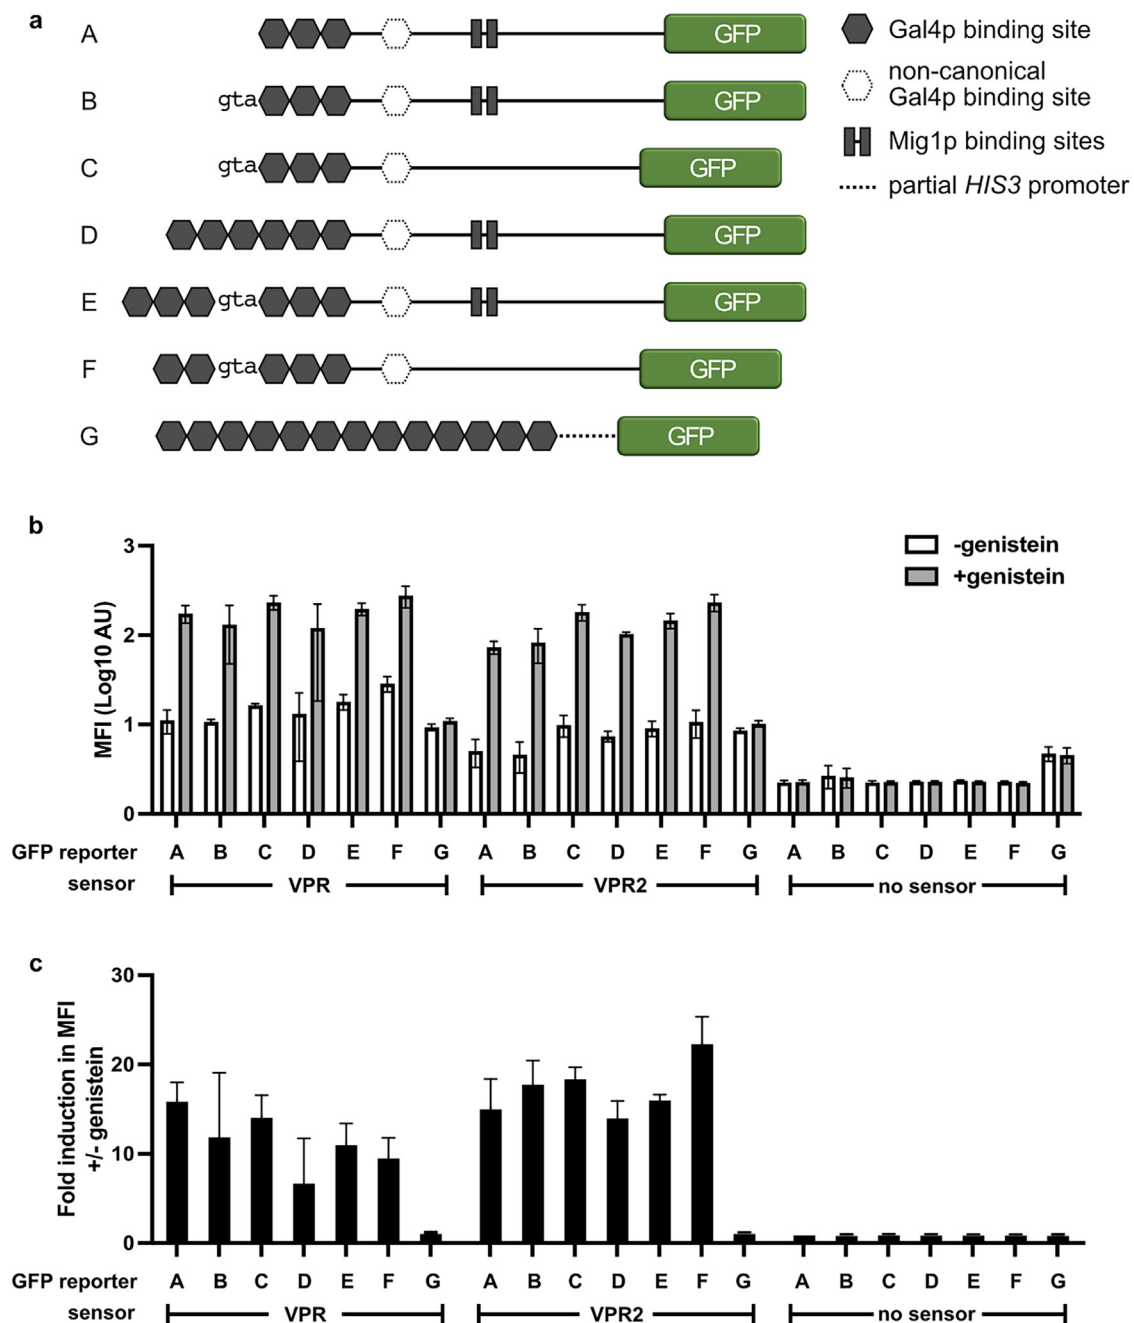 a
A GFP
Gal4p binding site
B gta GFP
non-canonical
Gal4p binding site
C gta GFP
Mig1p binding sites
partial HIS3 promoter
D GFP
E gta GFP
F gta GFP
G GFP
b
MFI (Log10 AU)
3
2
1
0
-genistein
+genistein
GFP reporter A B C D E F G A B C D E F G A B C D E F G
sensor VPR VPR2 no sensor
c
Fold induction in MFI
+/- genistein
30
20
10
0
GFP reporter A B C D E F G A B C D E F G A B C D E F G
sensor VPR VPR2 no sensor